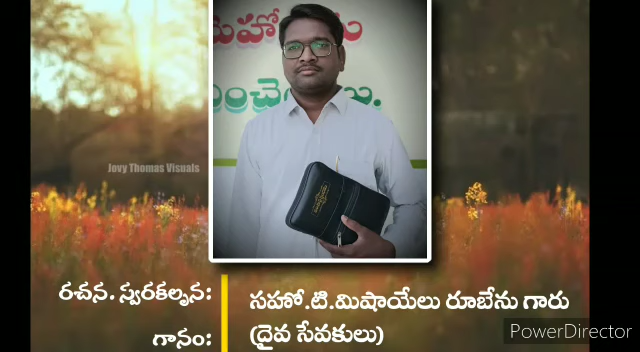 Jovy Thomas Visuals
రచన. స్వరకల్పన:
సహో.టి.మిషాయేలు రూబేను గారు
గానం:
(దైవ సేవకులు)
PowerDirector